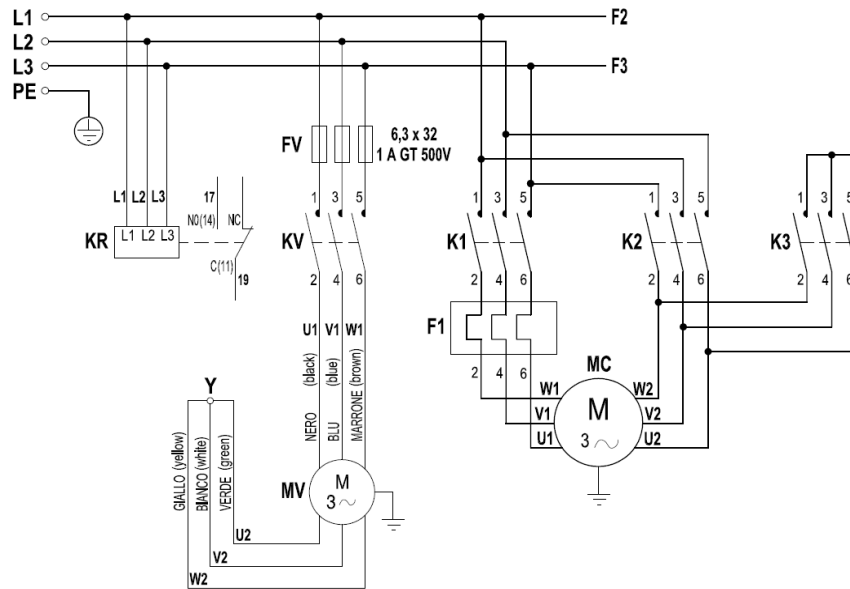 L1
F2
L2
L3
F3
PE
FV
6,3 x 32
1 A GT 500V
L1 L2 L3
17
N0(14) NC
1 3 5
1 3 5
1 3 5
1 3 5
KR
L1 L2 L3
KV
K1
K2
K3
C(11)
19
2 4 6
2 4 6
2 4 6
2 4 6
U1 V1 W1
F1
2 4 6
MC
W1
W2
V1
V2
U1
U2
M
3
Y
NERO (black)
BLU (blue)
MARRONE (brown)
GIALLO (yellow)
BIANCO (white)
VERDE (green)
MV
M
3
U2
V2
W2